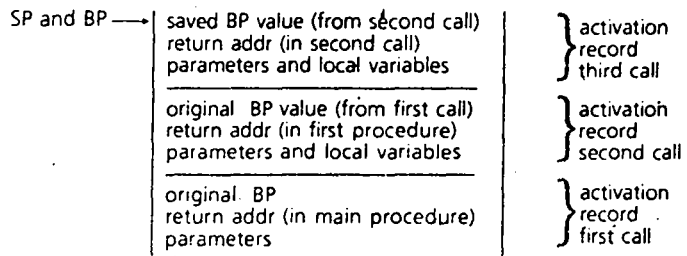 SP and BP → saved BP value (from second call) } activation
return addr (in second call) record
parameters and local variables third call
original BP value (from first call) } activation
return addr (in first procedure) record
parameters and local variables second call
original BP } activation
return addr (in main procedure) record
parameters first call